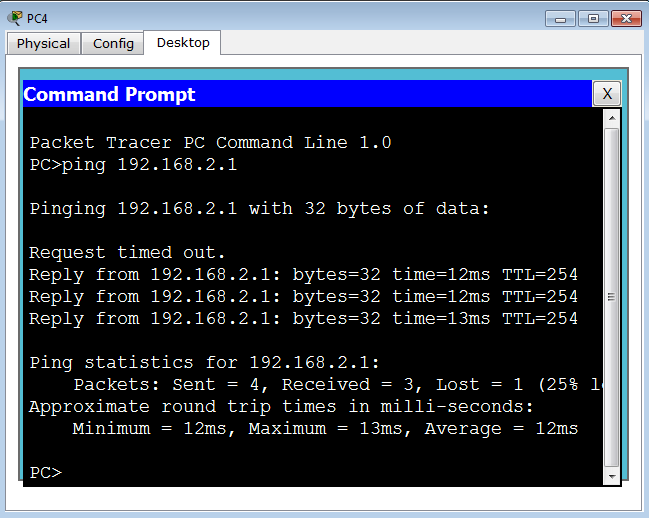 PC4
Physical Config Desktop
Command Prompt X
Packet Tracer PC Command Line 1.0
PC>ping 192.168.2.1
Pinging 192.168.2.1 with 32 bytes of data:
Request timed out.
Reply from 192.168.2.1: bytes=32 time=12ms TTL=254
Reply from 192.168.2.1: bytes=32 time=12ms TTL=254
Reply from 192.168.2.1: bytes=32 time=13ms TTL=254
Ping statistics for 192.168.2.1:
Packets: Sent = 4, Received = 3, Lost = 1 (25%
Approximate round trip times in milli-seconds:
Minimum = 12ms, Maximum = 13ms, Average = 12ms
PC>